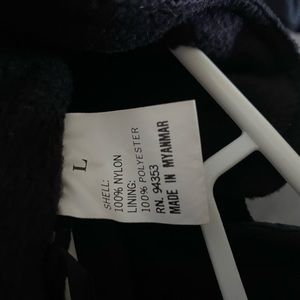 L
SHELL:
100% NYLON
LINING:
100% POLYESTER
RN. 94353
MADE IN MYANMAR